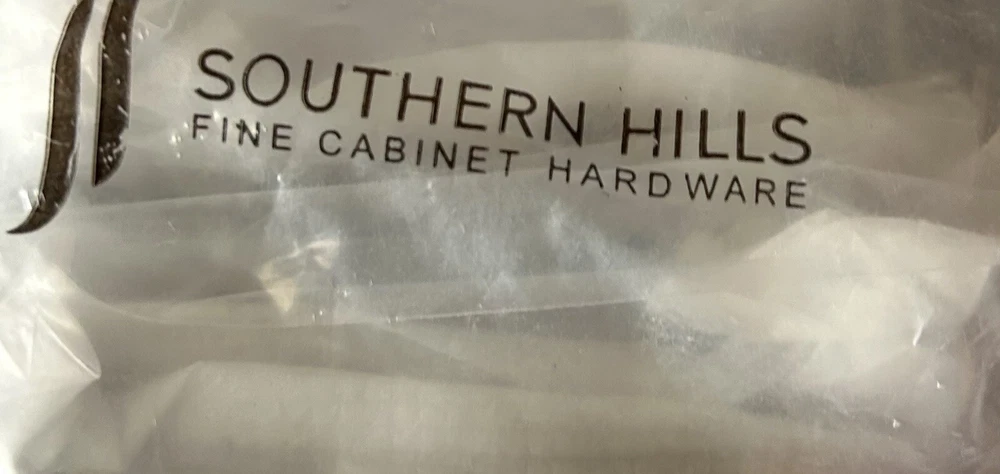 SOUTHERN HILLS
FINE CABINET HARDWARE